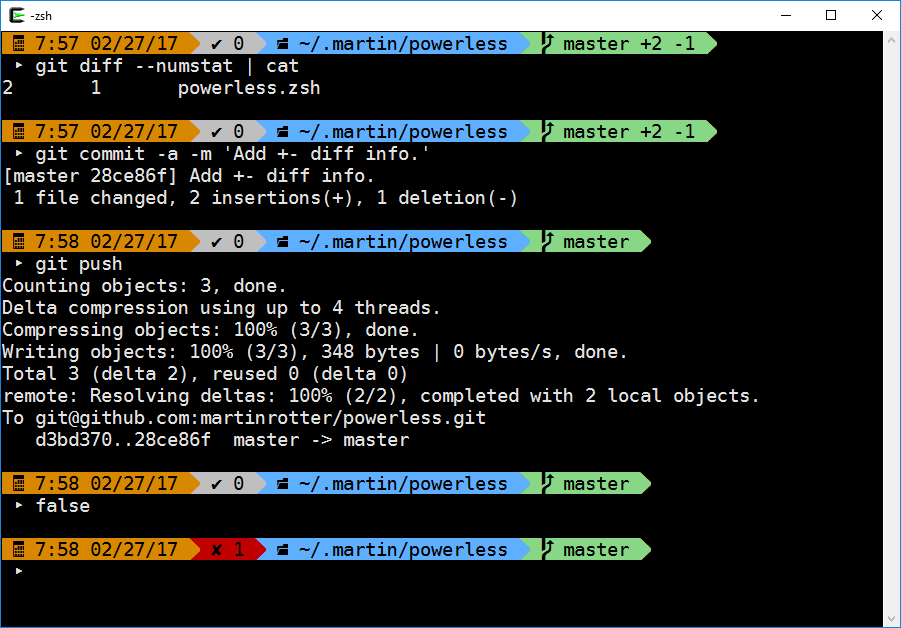 -zsh
7:57 02/27/17 ✔ 0 ~/.martin/powerless master +2 -1
‣ git diff --numstat | cat
2 1 powerless.zsh
7:57 02/27/17 ✔ 0 ~/.martin/powerless master +2 -1
‣ git commit -a -m 'Add +- diff info.'
[master 28ce86f] Add +- diff info.
1 file changed, 2 insertions(+), 1 deletion(-)
7:58 02/27/17 ✔ 0 ~/.martin/powerless master
‣ git push
Counting objects: 3, done.
Delta compression using up to 4 threads.
Compressing objects: 100% (3/3), done.
Writing objects: 100% (3/3), 348 bytes | 0 bytes/s, done.
Total 3 (delta 2), reused 0 (delta 0)
remote: Resolving deltas: 100% (2/2), completed with 2 local objects.
To git@github.com:martinrotter/powerless.git
d3bd370..28ce86f master -> master
7:58 02/27/17 ✔ 0 ~/.martin/powerless master
‣ false
7:58 02/27/17 ✘ 1 ~/.martin/powerless master
‣